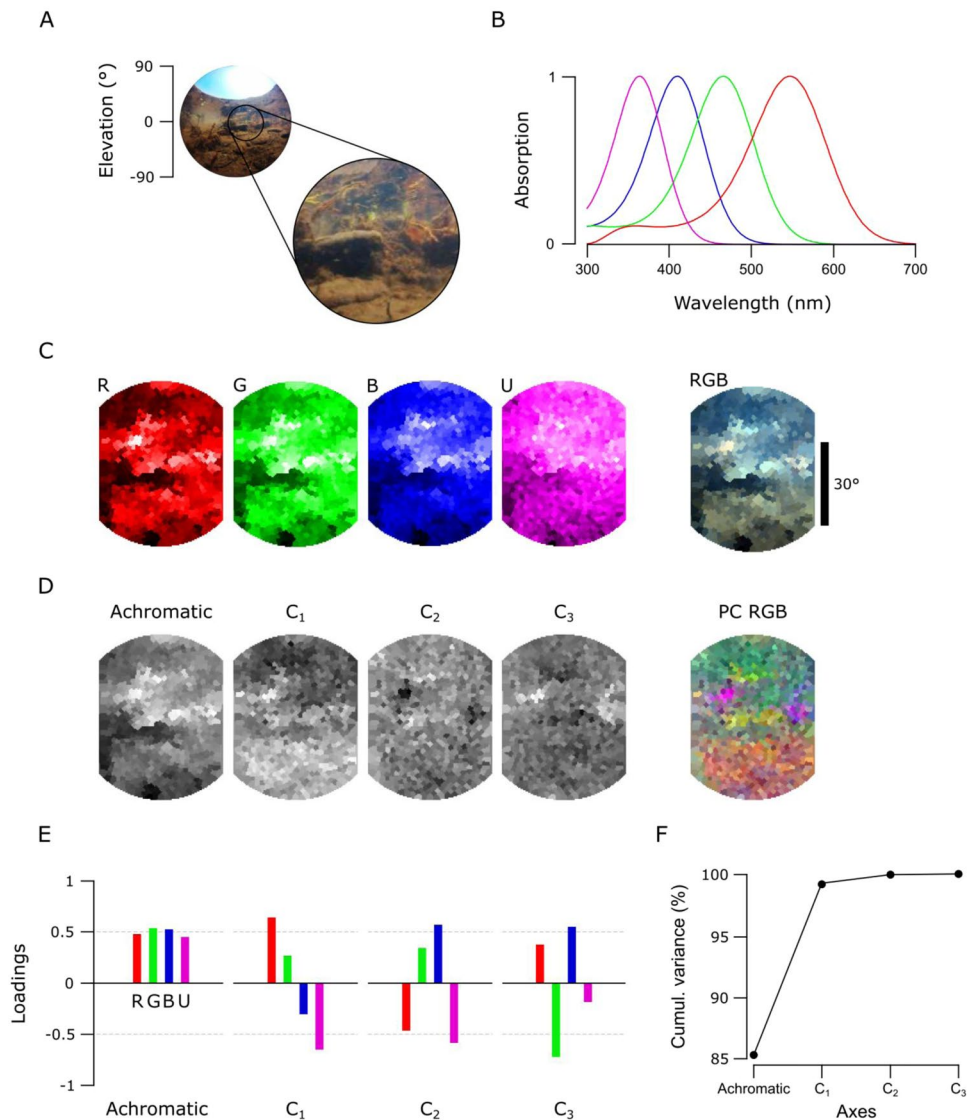 A
Elevation (°)
90
0
-90
B
Absorption
1
0
300 400 500 600 700
Wavelength (nm)
C
R G B U RGB
30°
D
Achromatic C₁ C₂ C₃ PC RGB
E
Loadings
1
0.5
0
-0.5
-1
R G B U
Achromatic C₁ C₂ C₃
F
Cumul. variance (%)
100
95
90
85
Achromatic C₁ C₂ C₃
Axes